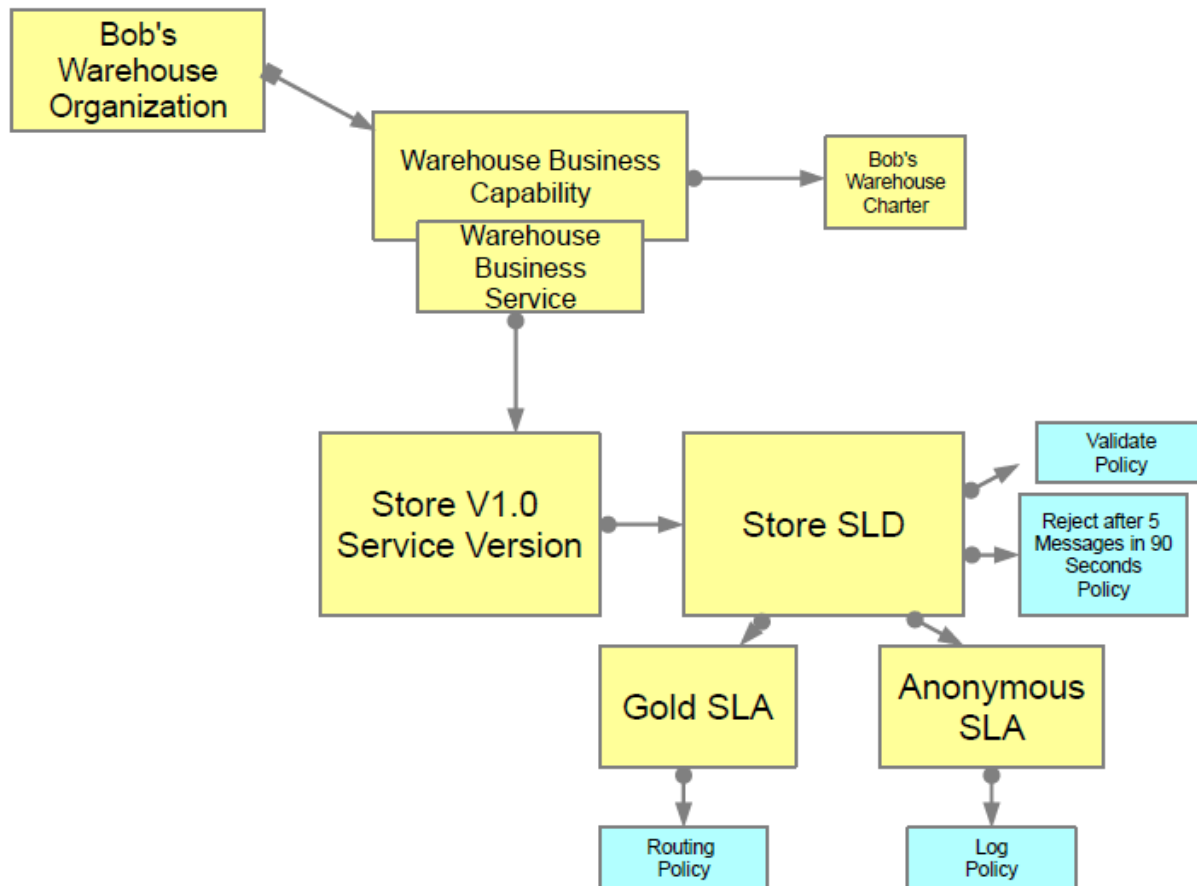 Bob's
Warehouse
Organization
Warehouse Business
Capability
Bob's
Warehouse
Charter
Warehouse
Business
Service
Store V1.0
Service Version
Store SLD
Validate
Policy
Reject after 5
Messages in 90
Seconds
Policy
Gold SLA
Anonymous
SLA
Routing
Policy
Log
Policy